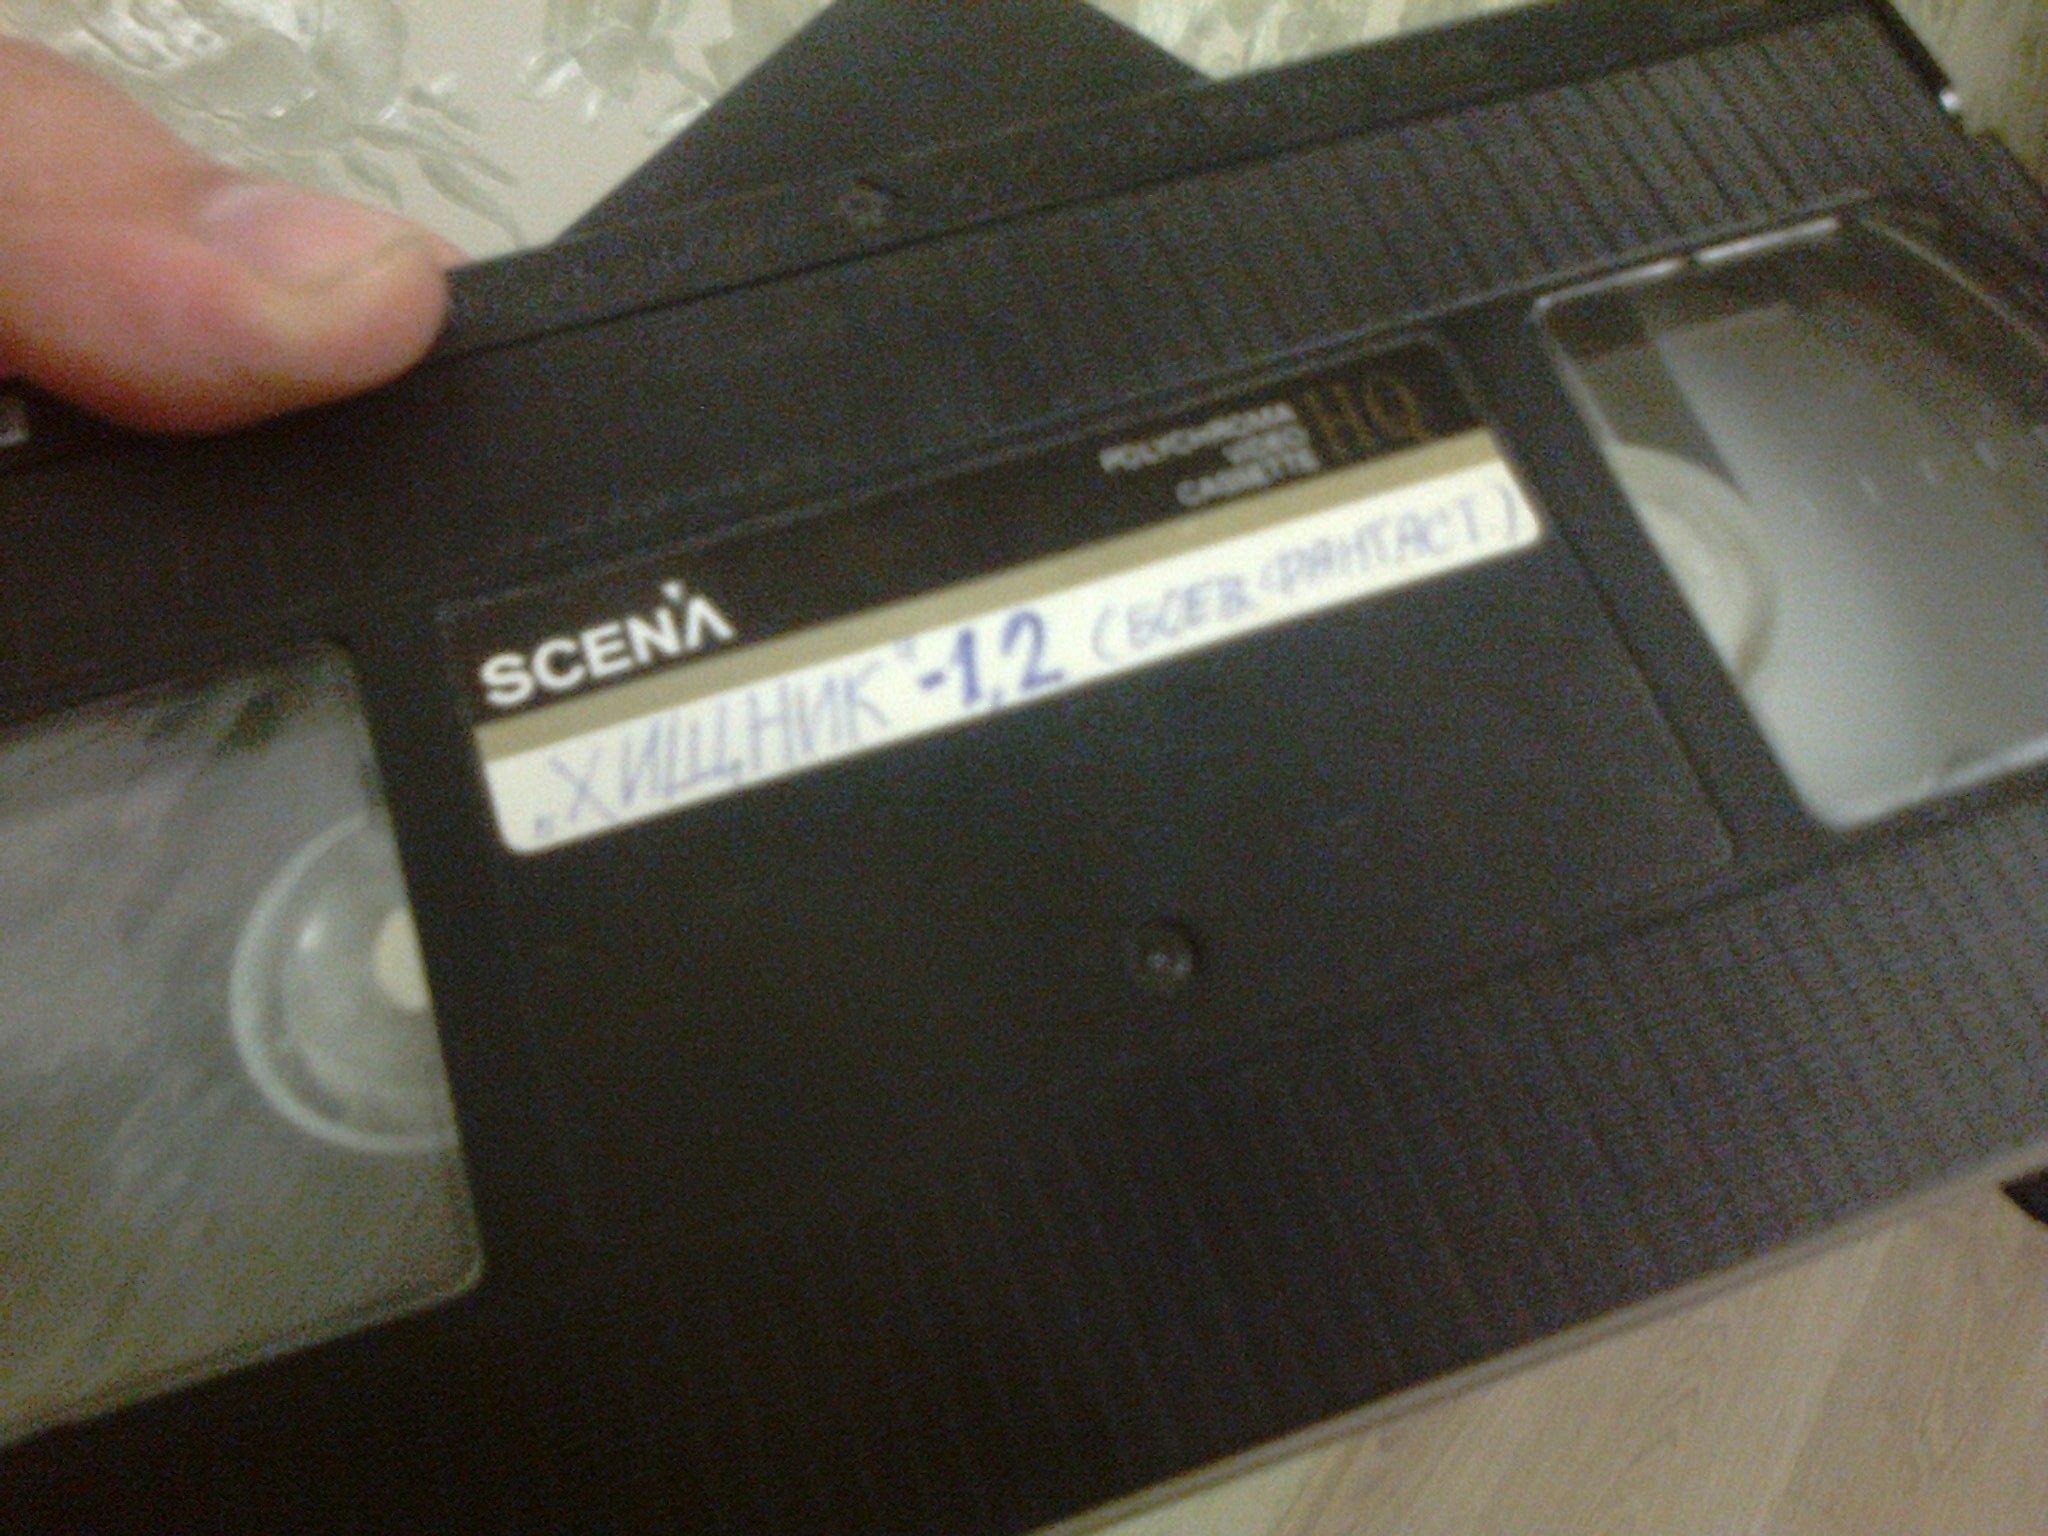 SCENA
POLYCHROMA
VIDEO
CASSETTE
HQ
„ХИЩНИК"-1,2 (БОЕВ. ФАНТАСТ)